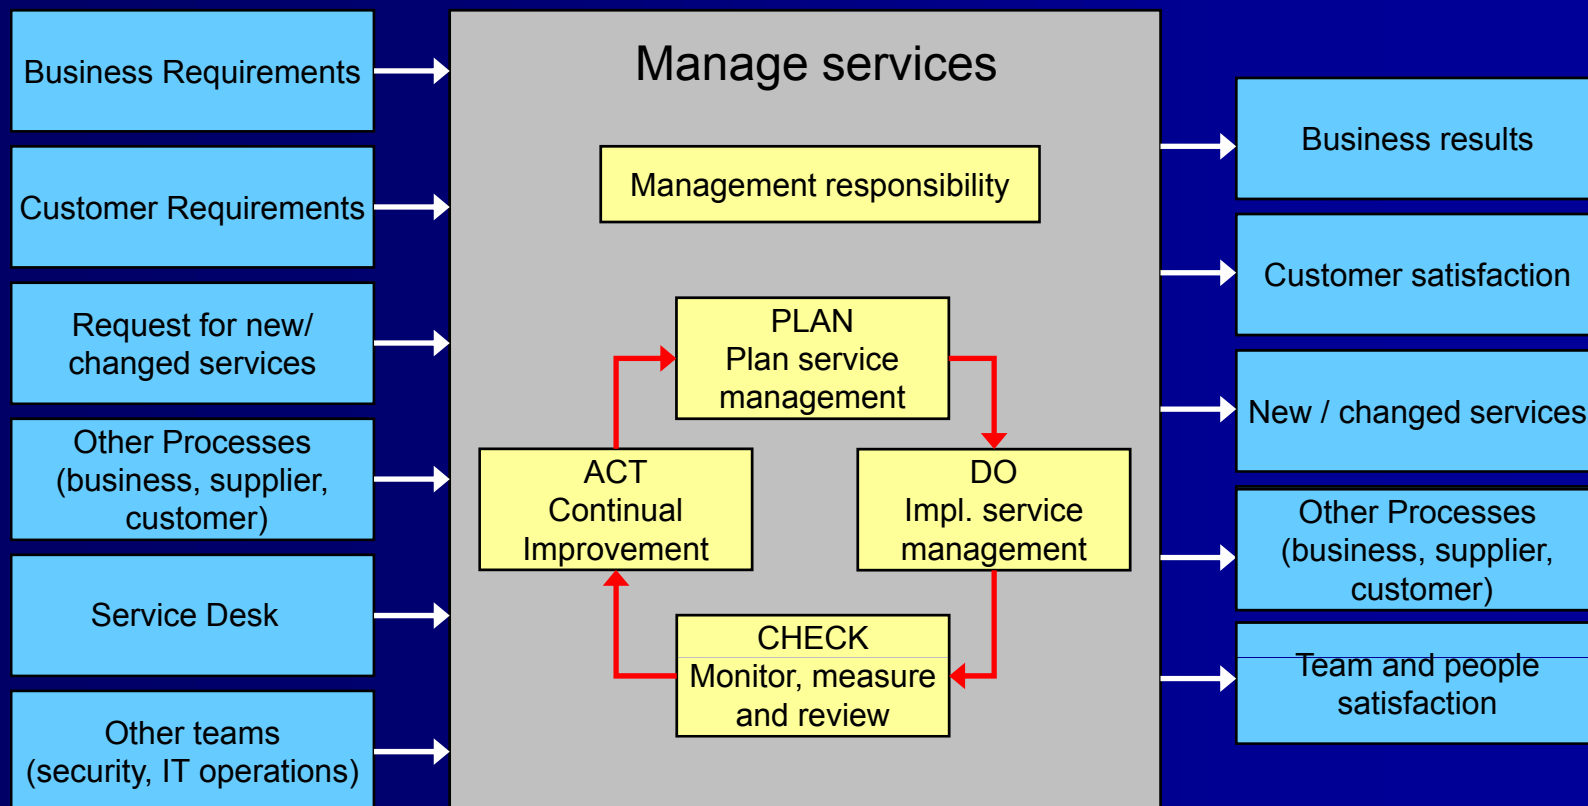 Business Requirements
Customer Requirements
Request for new/
changed services
Other Processes
(business, supplier,
customer)
Service Desk
Other teams
(security, IT operations)
Manage services
Management responsibility
PLAN
Plan service
management
DO
Impl. service
management
CHECK
Monitor, measure
and review
ACT
Continual
Improvement
Business results
Customer satisfaction
New / changed services
Other Processes
(business, supplier,
customer)
Team and people
satisfaction